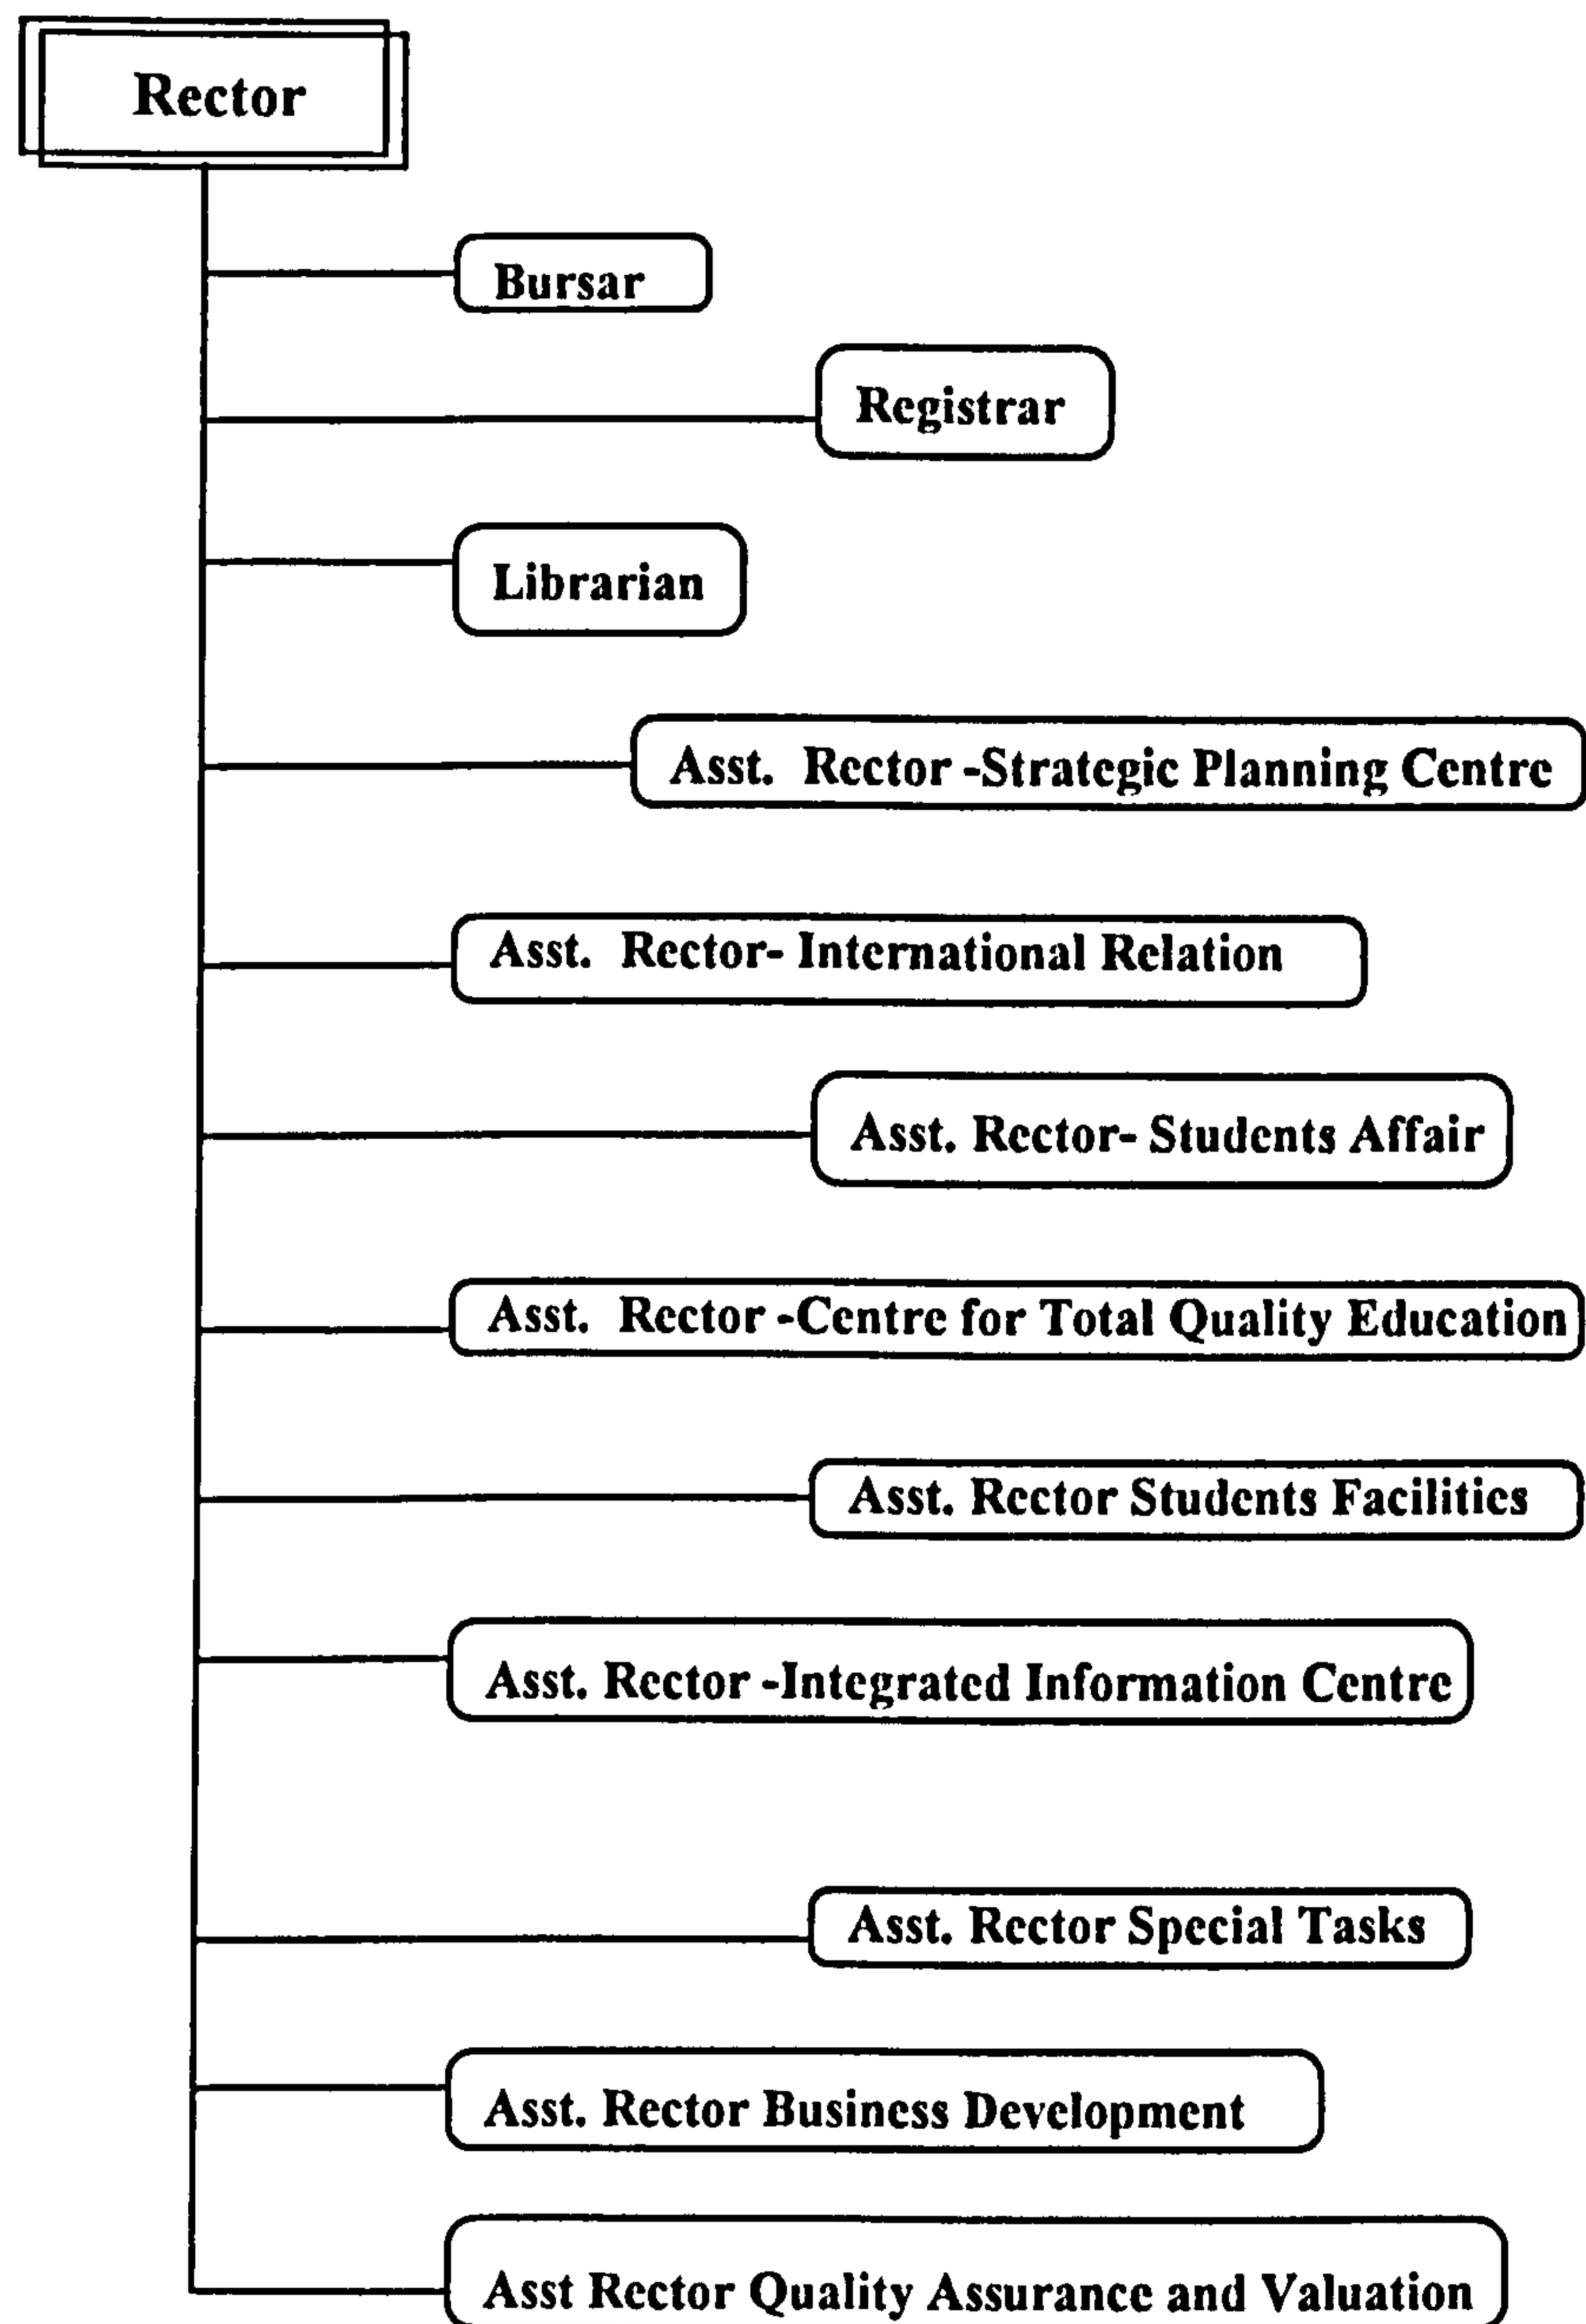 Rector
Bursar
Registrar
Librarian
Asst. Rector -Strategic Planning Centre
Asst. Rector- International Relation
Asst. Rector- Students Affair
Asst. Rector -Centre for Total Quality Education
Asst. Rector Students Facilities
Asst. Rector -Integrated Information Centre
Asst. Rector Special Tasks
Asst. Rector Business Development
Asst Rector Quality Assurance and Valuation